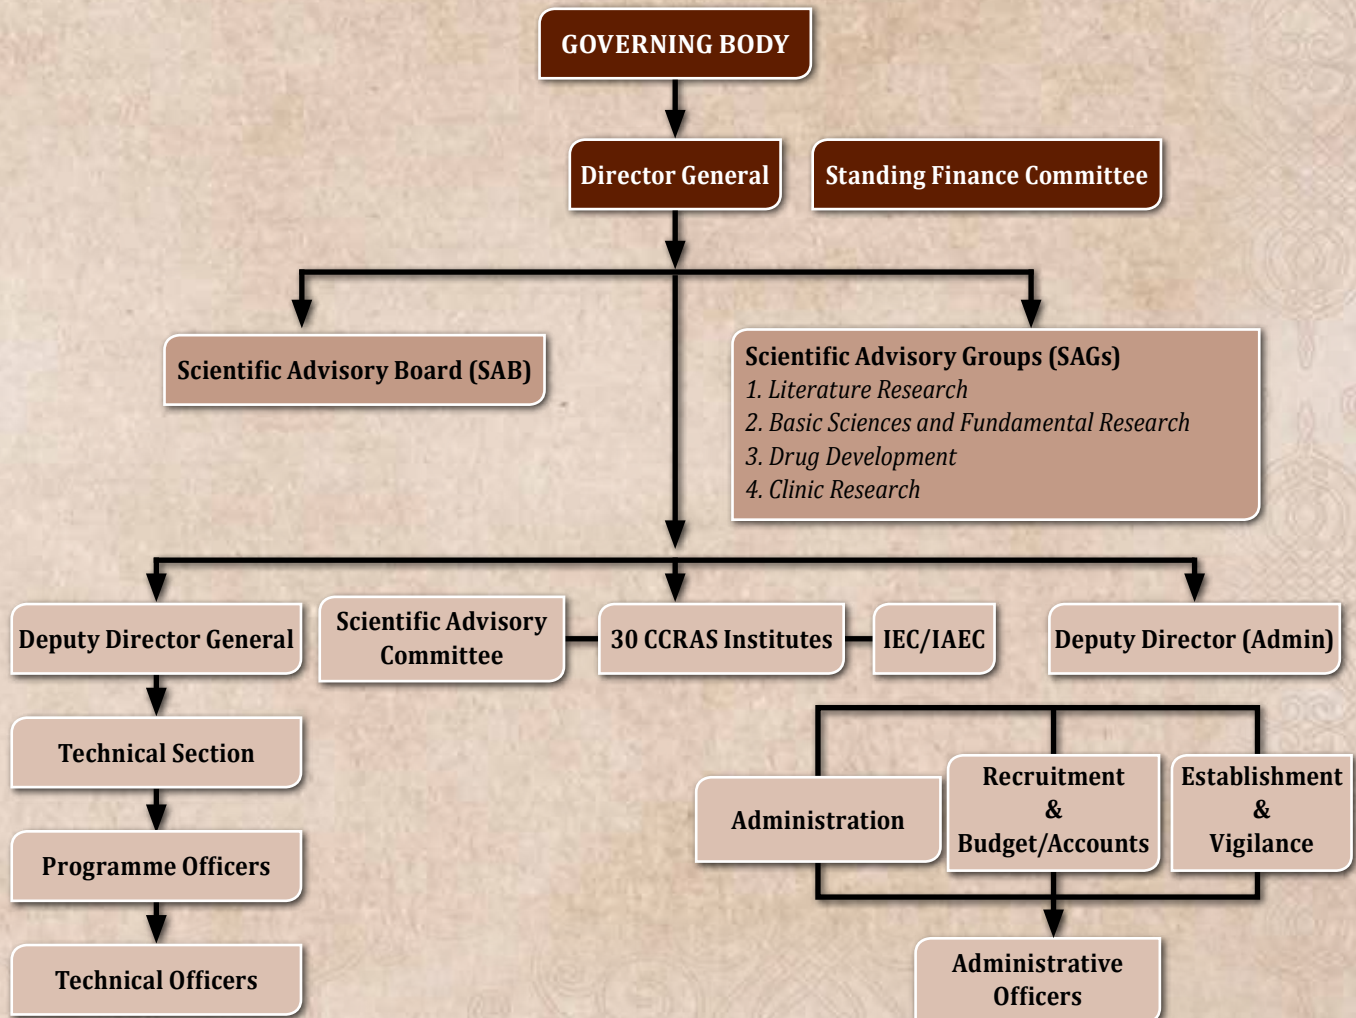 GOVERNING BODY
Director General
Standing Finance Committee
Scientific Advisory Board (SAB)
Scientific Advisory Groups (SAGs)
1. Literature Research
2. Basic Sciences and Fundamental Research
3. Drug Development
4. Clinic Research
Deputy Director General
Scientific Advisory
Committee
30 CCRAS Institutes
IEC/IAEC
Deputy Director (Admin)
Technical Section
Programme Officers
Technical Officers
Administration
Recruitment
&
Budget/Accounts
Establishment
&
Vigilance
Administrative
Officers